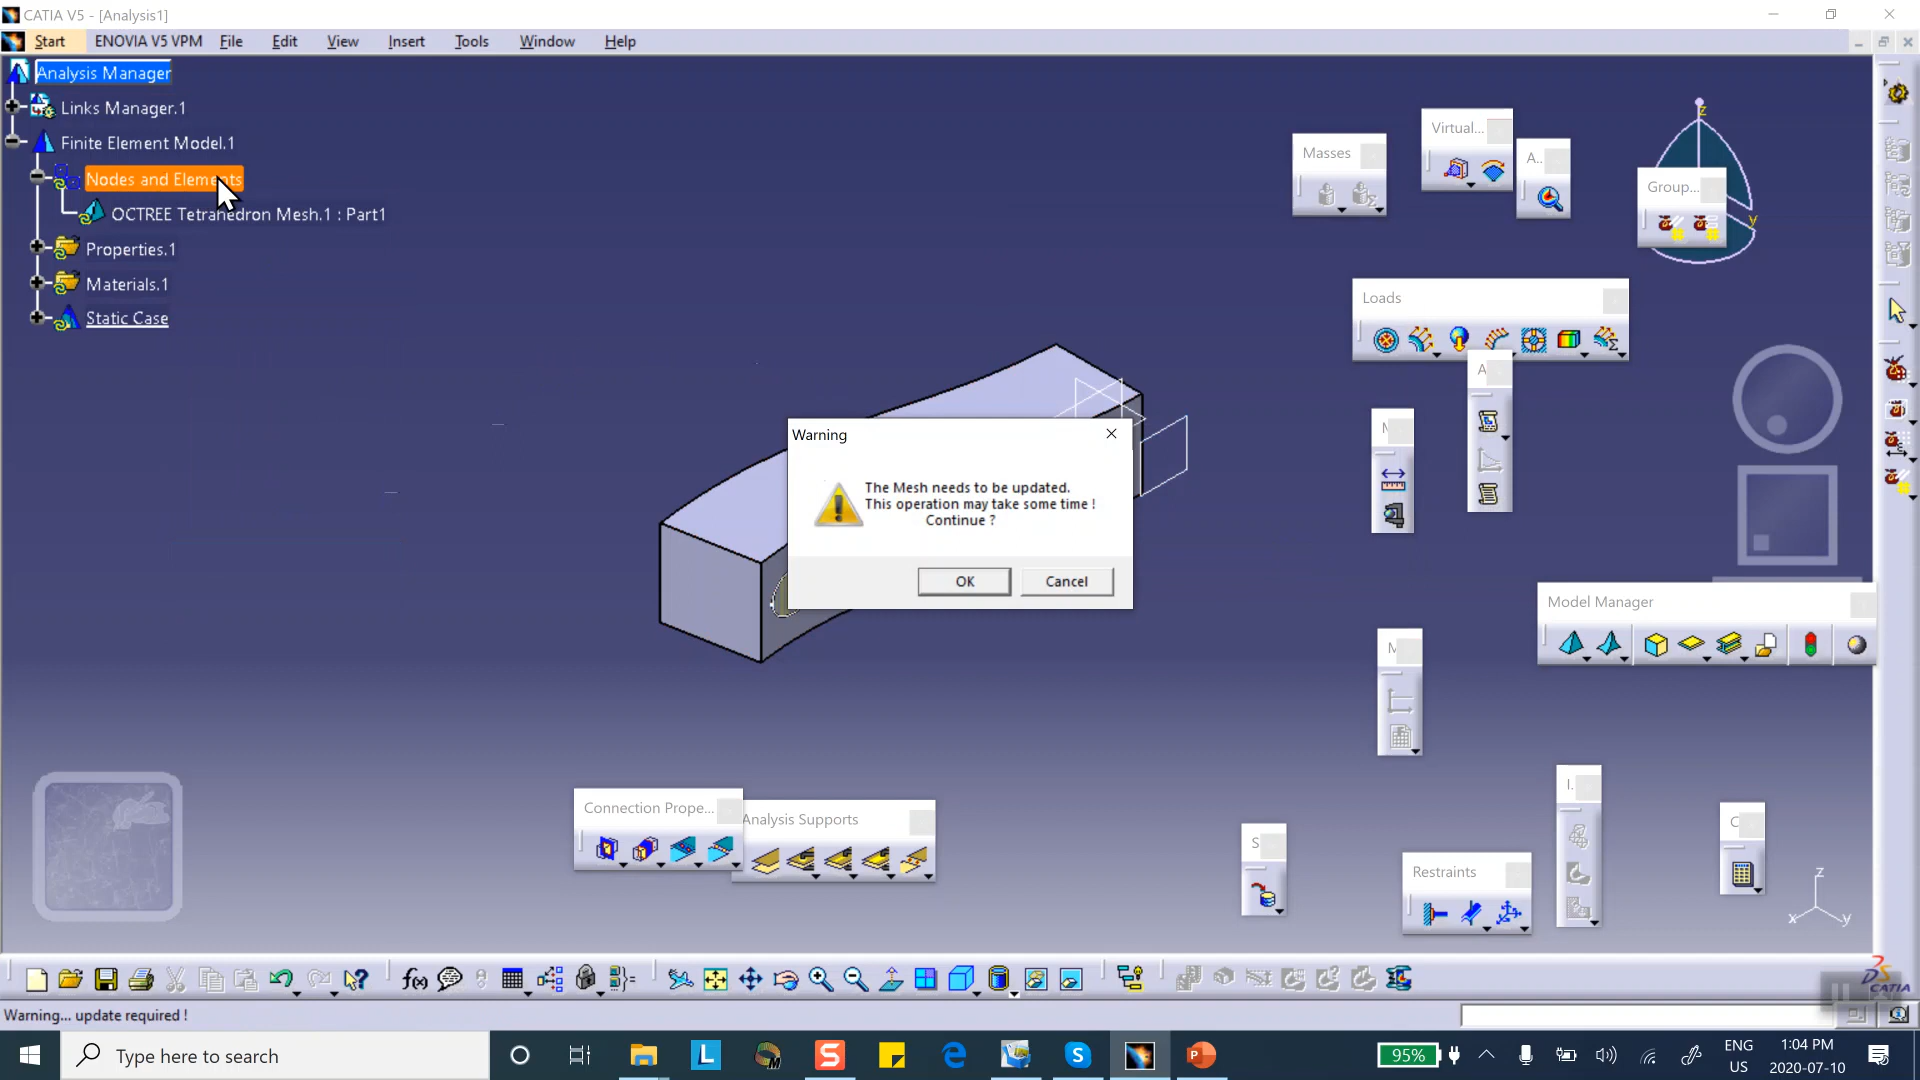 CATIA V5 - [Analysis1]
Start ENOVIA V5 VPM File Edit View Insert Tools Window Help
Analysis Manager
Links Manager.1
Finite Element Model.1
Nodes and Elements
OCTREE Tetrahedron Mesh.1 : Part1
Properties.1
Materials.1
Static Case
Masses
Virtual...
A..
z
Group...
y
Loads
A
M
Warning
The Mesh needs to be updated.
This operation may take some time !
Continue ?
OK Cancel
Model Manager
M
I.
Connection Prope...
Analysis Supports
S
Restraints
C
z
x y
f(x)
CATIA
Warning... update required !
Type here to search
95%
ENG
US
1:04 PM
2020-07-10